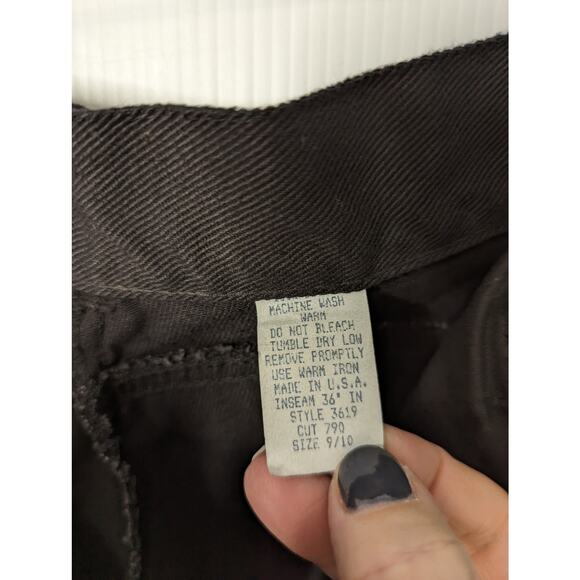 MACHINE WASH
WARM
DO NOT BLEACH
TUMBLE DRY LOW
REMOVE PROMPTLY
USE WARM IRON
MADE IN U.S.A.
INSEAM 36" IN
STYLE 3619
CUT 790
SIZE 9/10